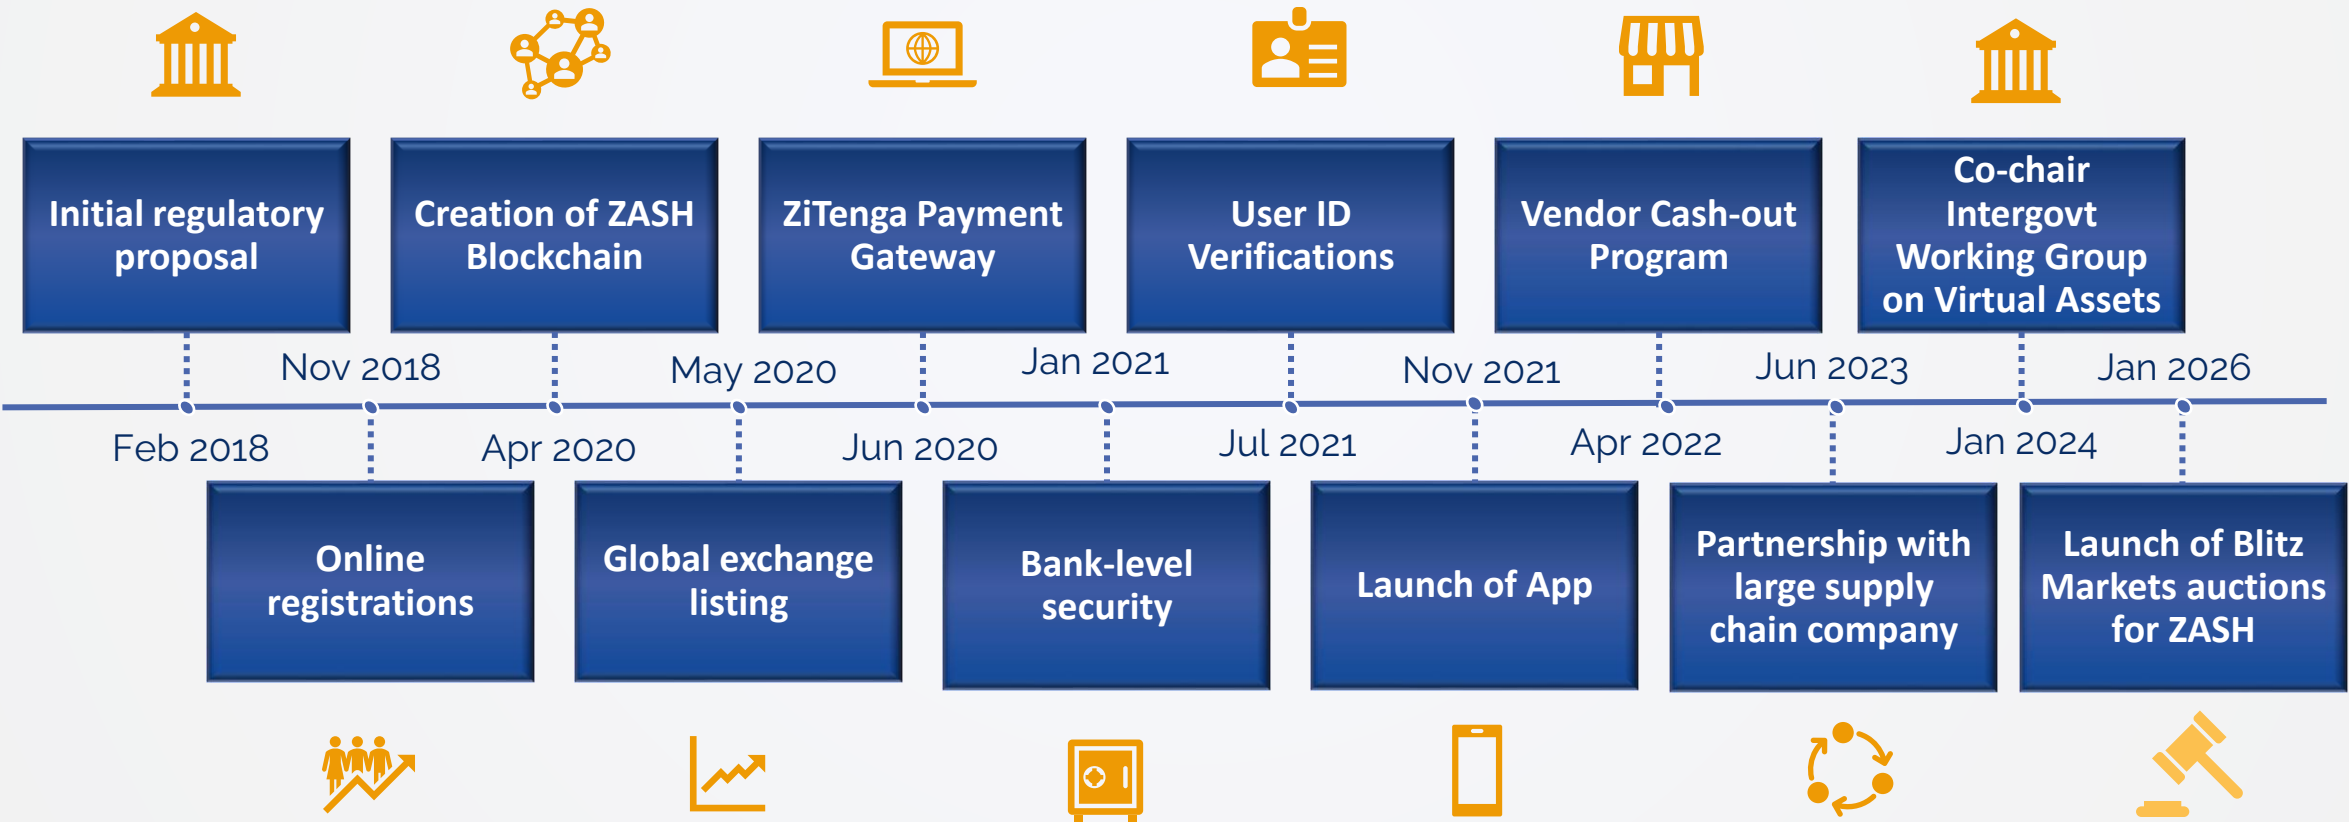 Initial regulatory
proposal
Creation of ZASH
Blockchain
ZiTenga Payment
Gateway
User ID
Verifications
Vendor Cash-out
Program
Co-chair
Intergovt
Working Group
on Virtual Assets
Nov 2018
May 2020
Jan 2021
Nov 2021
Jun 2023
Jan 2026
Feb 2018
Apr 2020
Jun 2020
Jul 2021
Apr 2022
Jan 2024
Online
registrations
Global exchange
listing
Bank-level
security
Launch of App
Partnership with
large supply
chain company
Launch of Blitz
Markets auctions
for ZASH